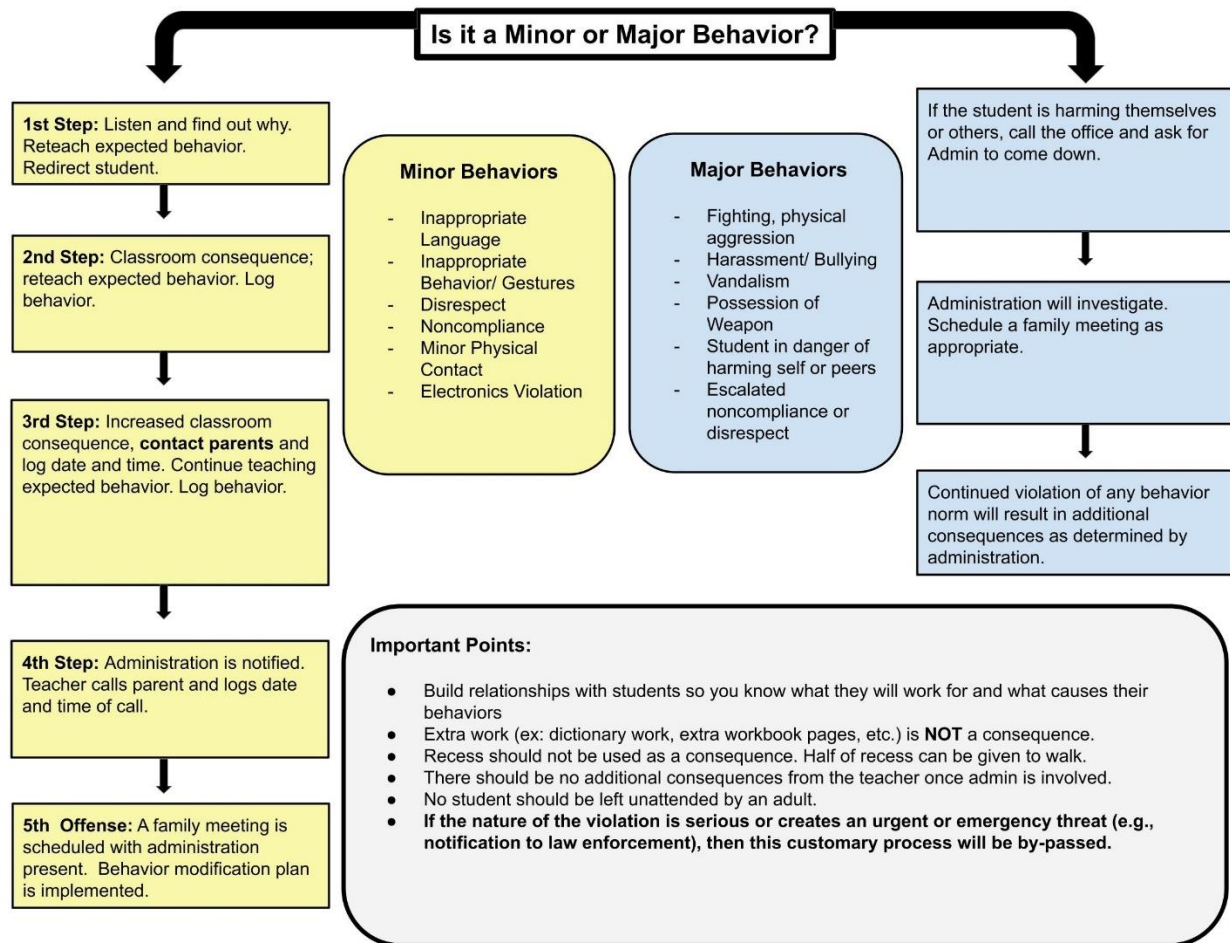 Is it a Minor or Major Behavior?
1st Step: Listen and find out why.
Reteach expected behavior.
Redirect student.
2nd Step: Classroom consequence;
reteach expected behavior. Log
behavior.
3rd Step: Increased classroom
consequence, contact parents and
log date and time. Continue teaching
expected behavior. Log behavior.
4th Step: Administration is notified.
Teacher calls parent and logs date
and time of call.
5th  Offense: A family meeting is
scheduled with administration
present.  Behavior modification plan
is implemented.
Minor Behaviors
- Inappropriate
Language
- Inappropriate
Behavior/ Gestures
- Disrespect
- Noncompliance
- Minor Physical
Contact
- Electronics Violation
Major Behaviors
- Fighting, physical
aggression
- Harassment/ Bullying
- Vandalism
- Possession of
Weapon
- Student in danger of
harming self or peers
- Escalated
noncompliance or
disrespect
If the student is harming themselves
or others, call the office and ask for
Admin to come down.
Administration will investigate.
Schedule a family meeting as
appropriate.
Continued violation of any behavior
norm will result in additional
consequences as determined by
administration.
Important Points:
● Build relationships with students so you know what they will work for and what causes their
behaviors
● Extra work (ex: dictionary work, extra workbook pages, etc.) is NOT a consequence.
● Recess should not be used as a consequence. Half of recess can be given to walk.
● There should be no additional consequences from the teacher once admin is involved.
● No student should be left unattended by an adult.
● If the nature of the violation is serious or creates an urgent or emergency threat (e.g.,
notification to law enforcement), then this customary process will be by-passed.